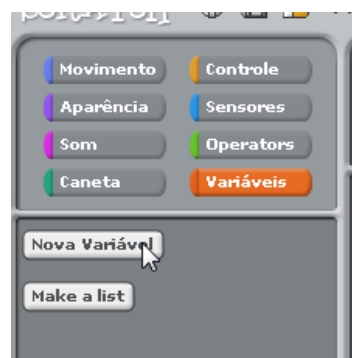 Movimento Controle
Aparência Sensores
Som Operators
Caneta Variáveis
Nova Variável
Make a list